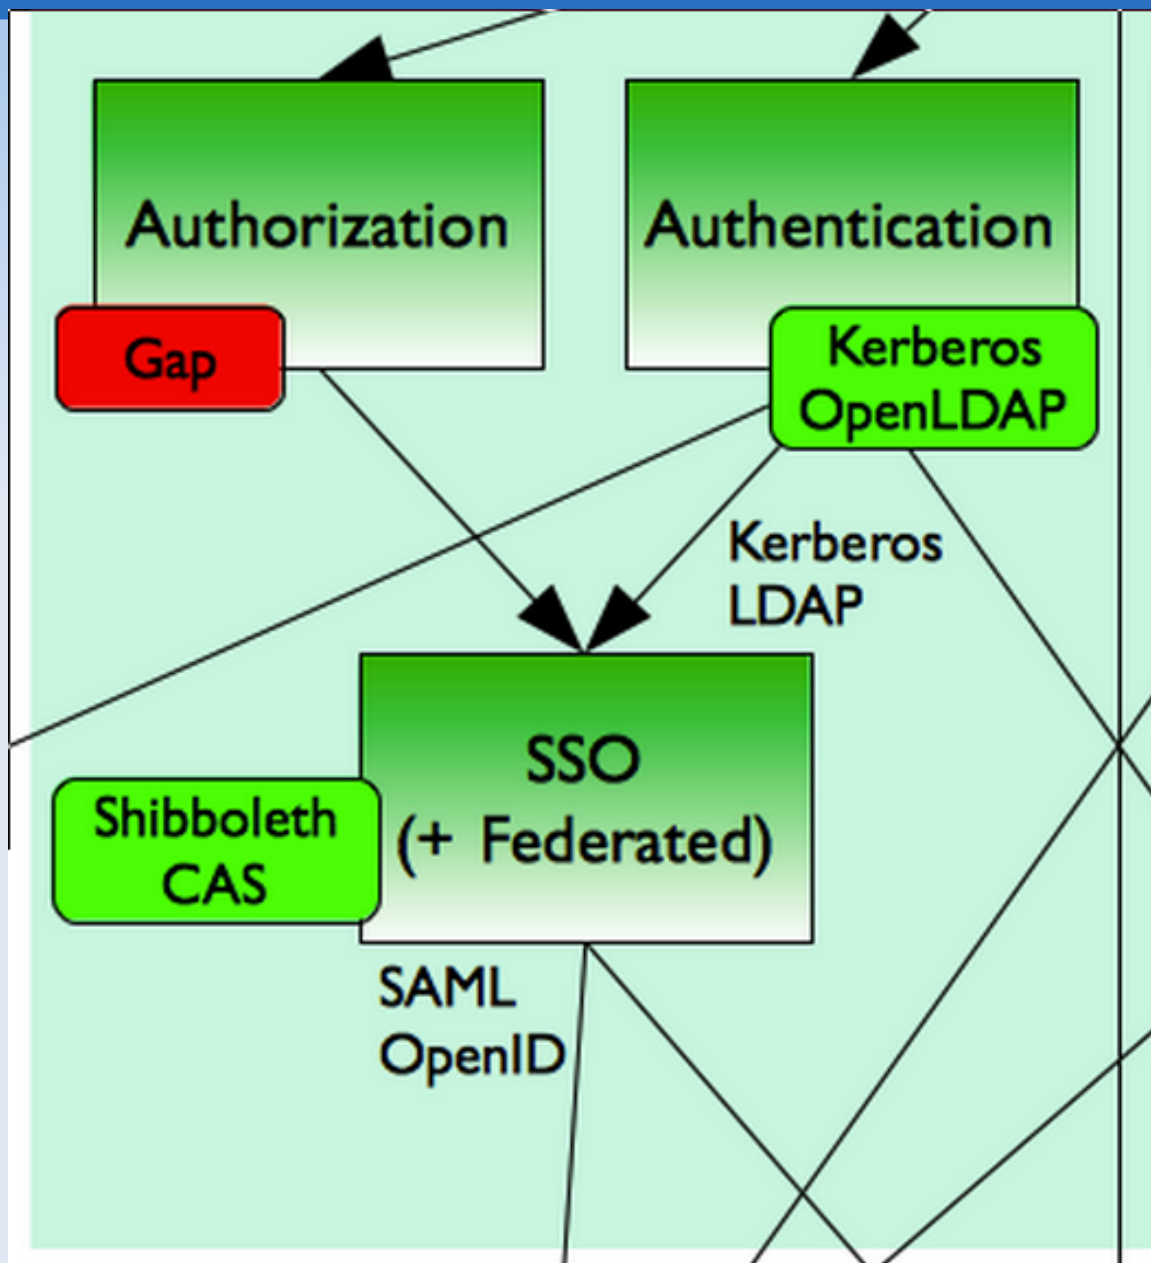 Authorization
Authentication
Gap
Kerberos
OpenLDAP
Kerberos
LDAP
SSO
(+ Federated)
Shibboleth
CAS
SAML
OpenID